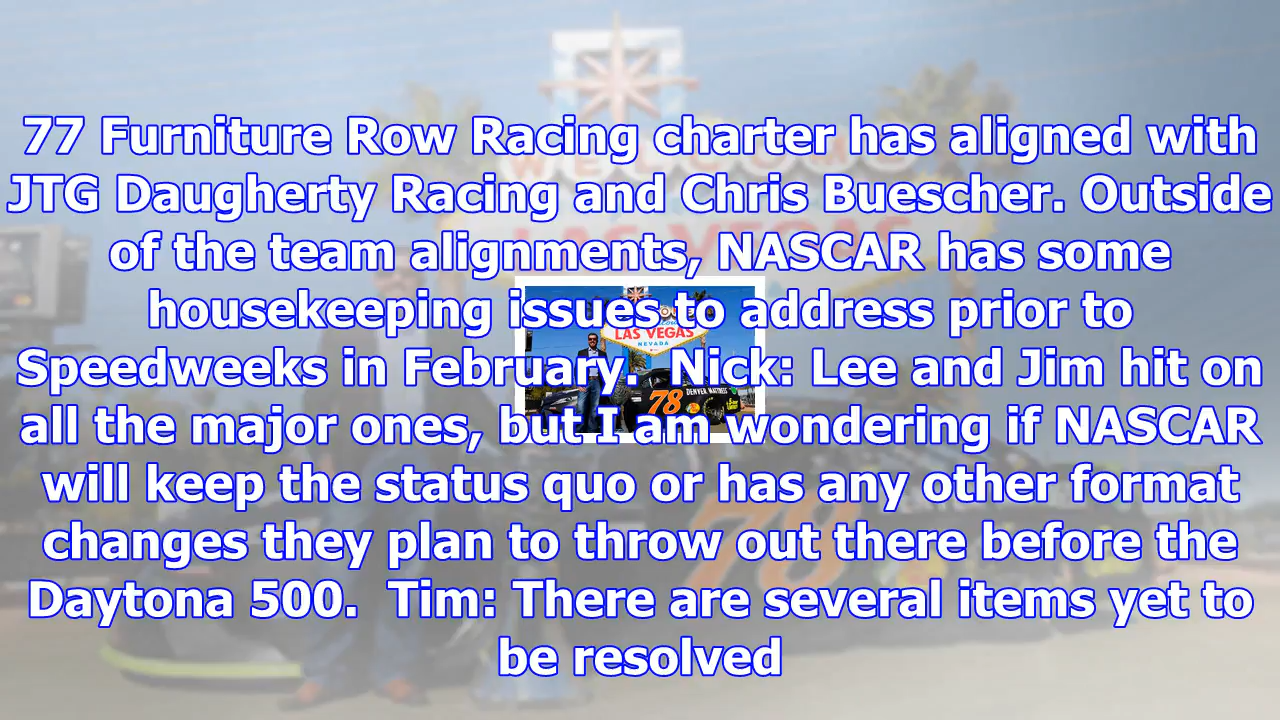 77 Furniture Row Racing charter has aligned with
JTG Daugherty Racing and Chris Buescher. Outside
of the team alignments, NASCAR has some
housekeeping issues to address prior to
Speedweeks in February.  Nick: Lee and Jim hit on
all the major ones, but I am wondering if NASCAR
will keep the status quo or has any other format
changes they plan to throw out there before the
Daytona 500.  Tim: There are several items yet to
be resolved
LAS VEGAS
NEVADA
78